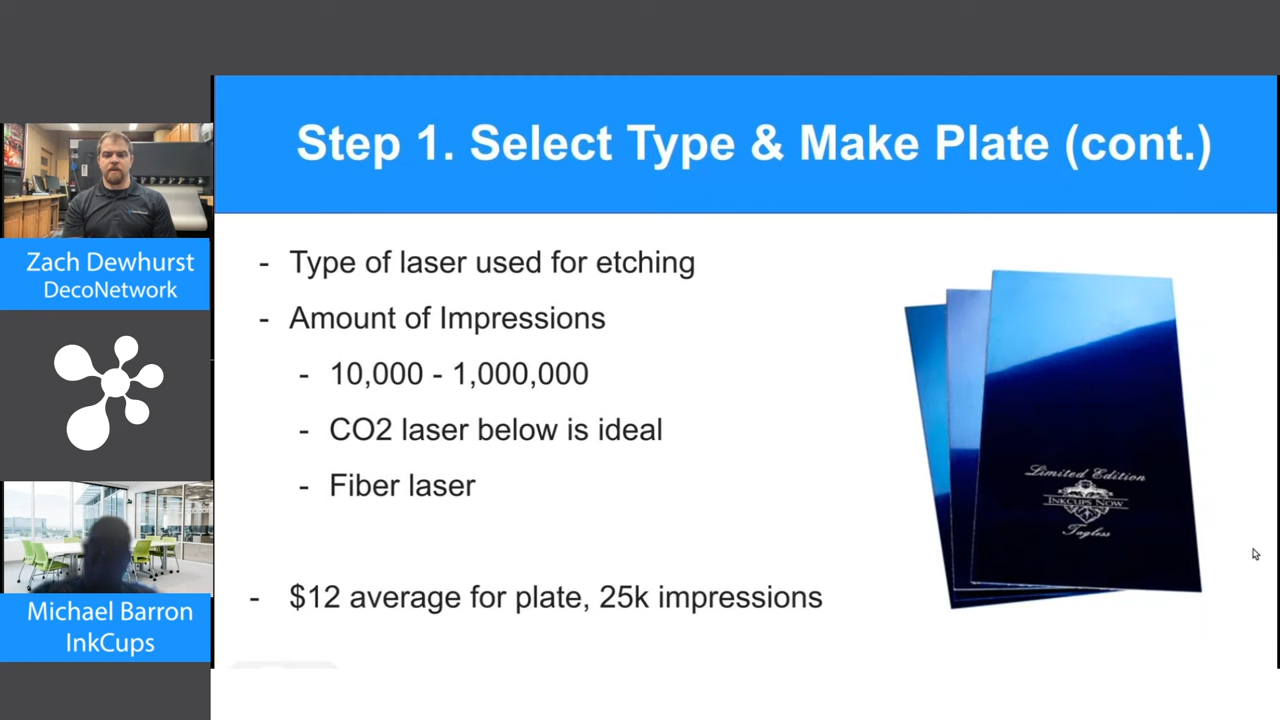 Step 1. Select Type & Make Plate (cont.)
Zach Dewhurst
DecoNetwork
Michael Barron
InkCups
- Type of laser used for etching
- Amount of Impressions
- 10,000 - 1,000,000
- CO2 laser below is ideal
- Fiber laser
- $12 average for plate, 25k impressions
Limited Edition
INKCUPS NOW
Tagless